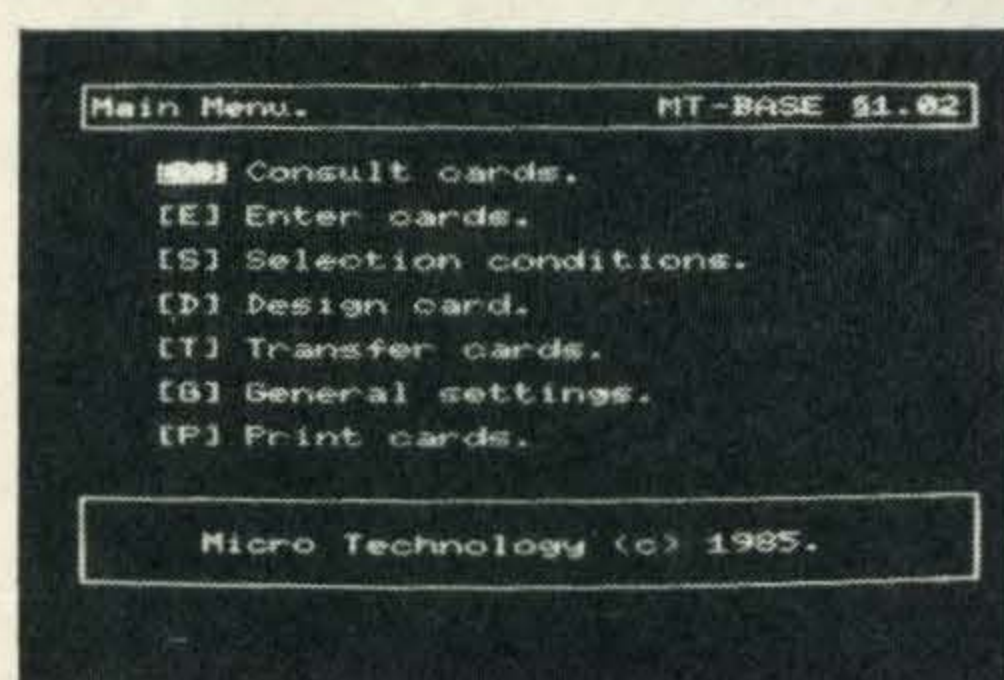 Main Menu. MT-BASE §1.02
Consult cards.
[E] Enter cards.
[S] Selection conditions.
[D] Design card.
[T] Transfer cards.
[G] General settings.
[P] Print cards.
Micro Technology (c) 1985.